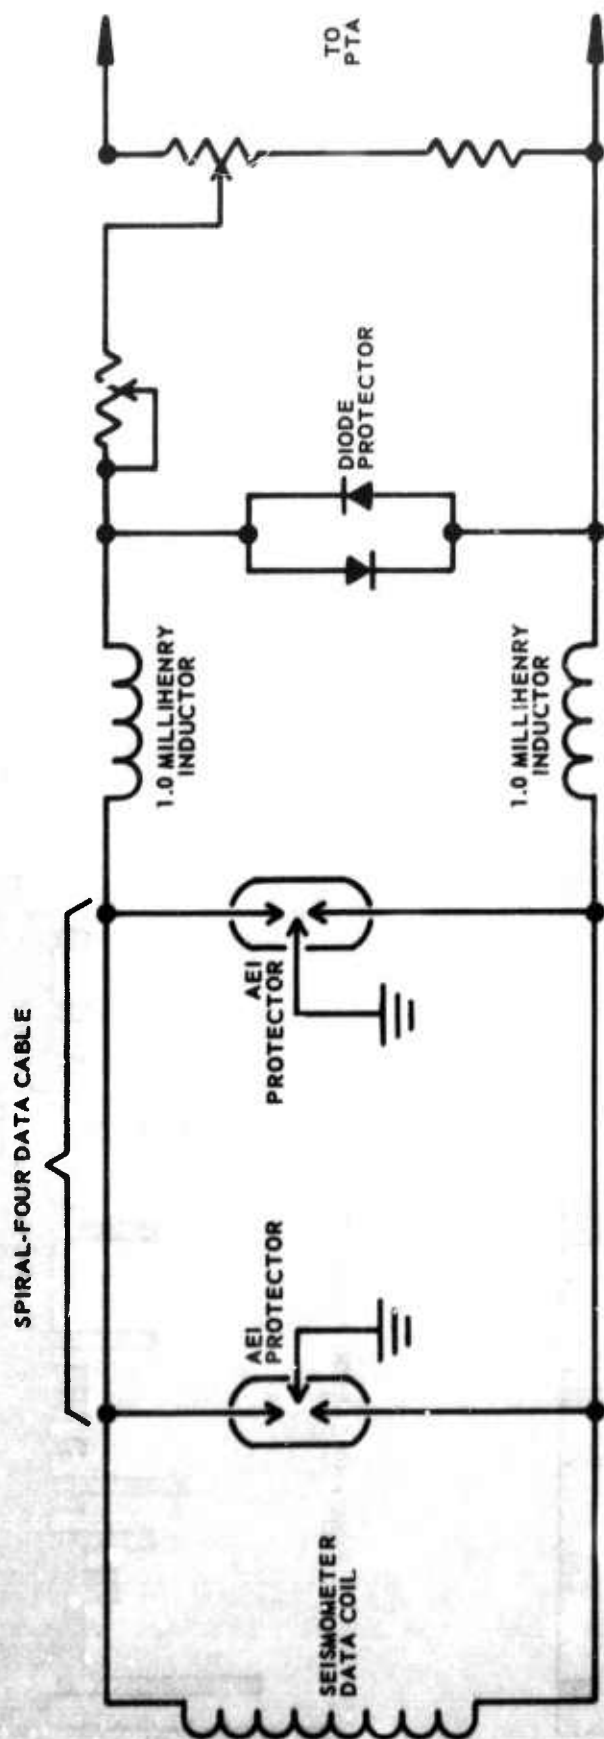 SPIRAL-FOUR DATA CABLE
SEISMOMETER
DATA COIL
AEI
PROTECTOR
AEI
PROTECTOR
1.0 MILLIHENRY
INDUCTOR
1.0 MILLIHENRY
INDUCTOR
DIODE
PROTECTOR
TO
PTA